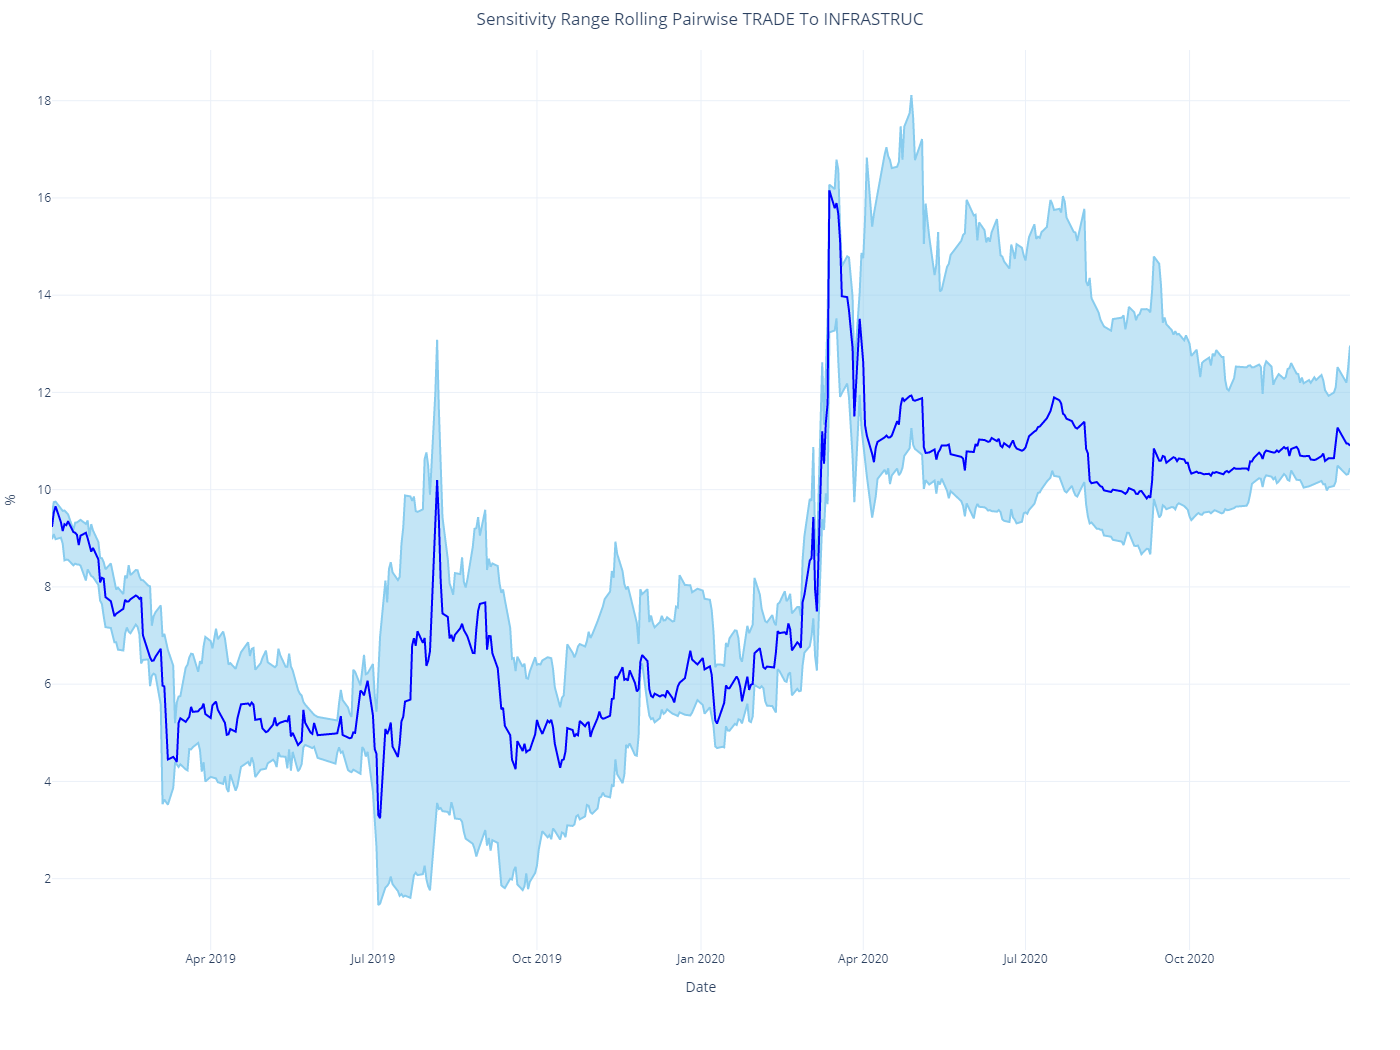 Sensitivity Range Rolling Pairwise TRADE To INFRASTRUC
18
16
14
12
10
8
6
4
2
%
Apr 2019
Jul 2019
Oct 2019
Jan 2020
Apr 2020
Jul 2020
Oct 2020
Date